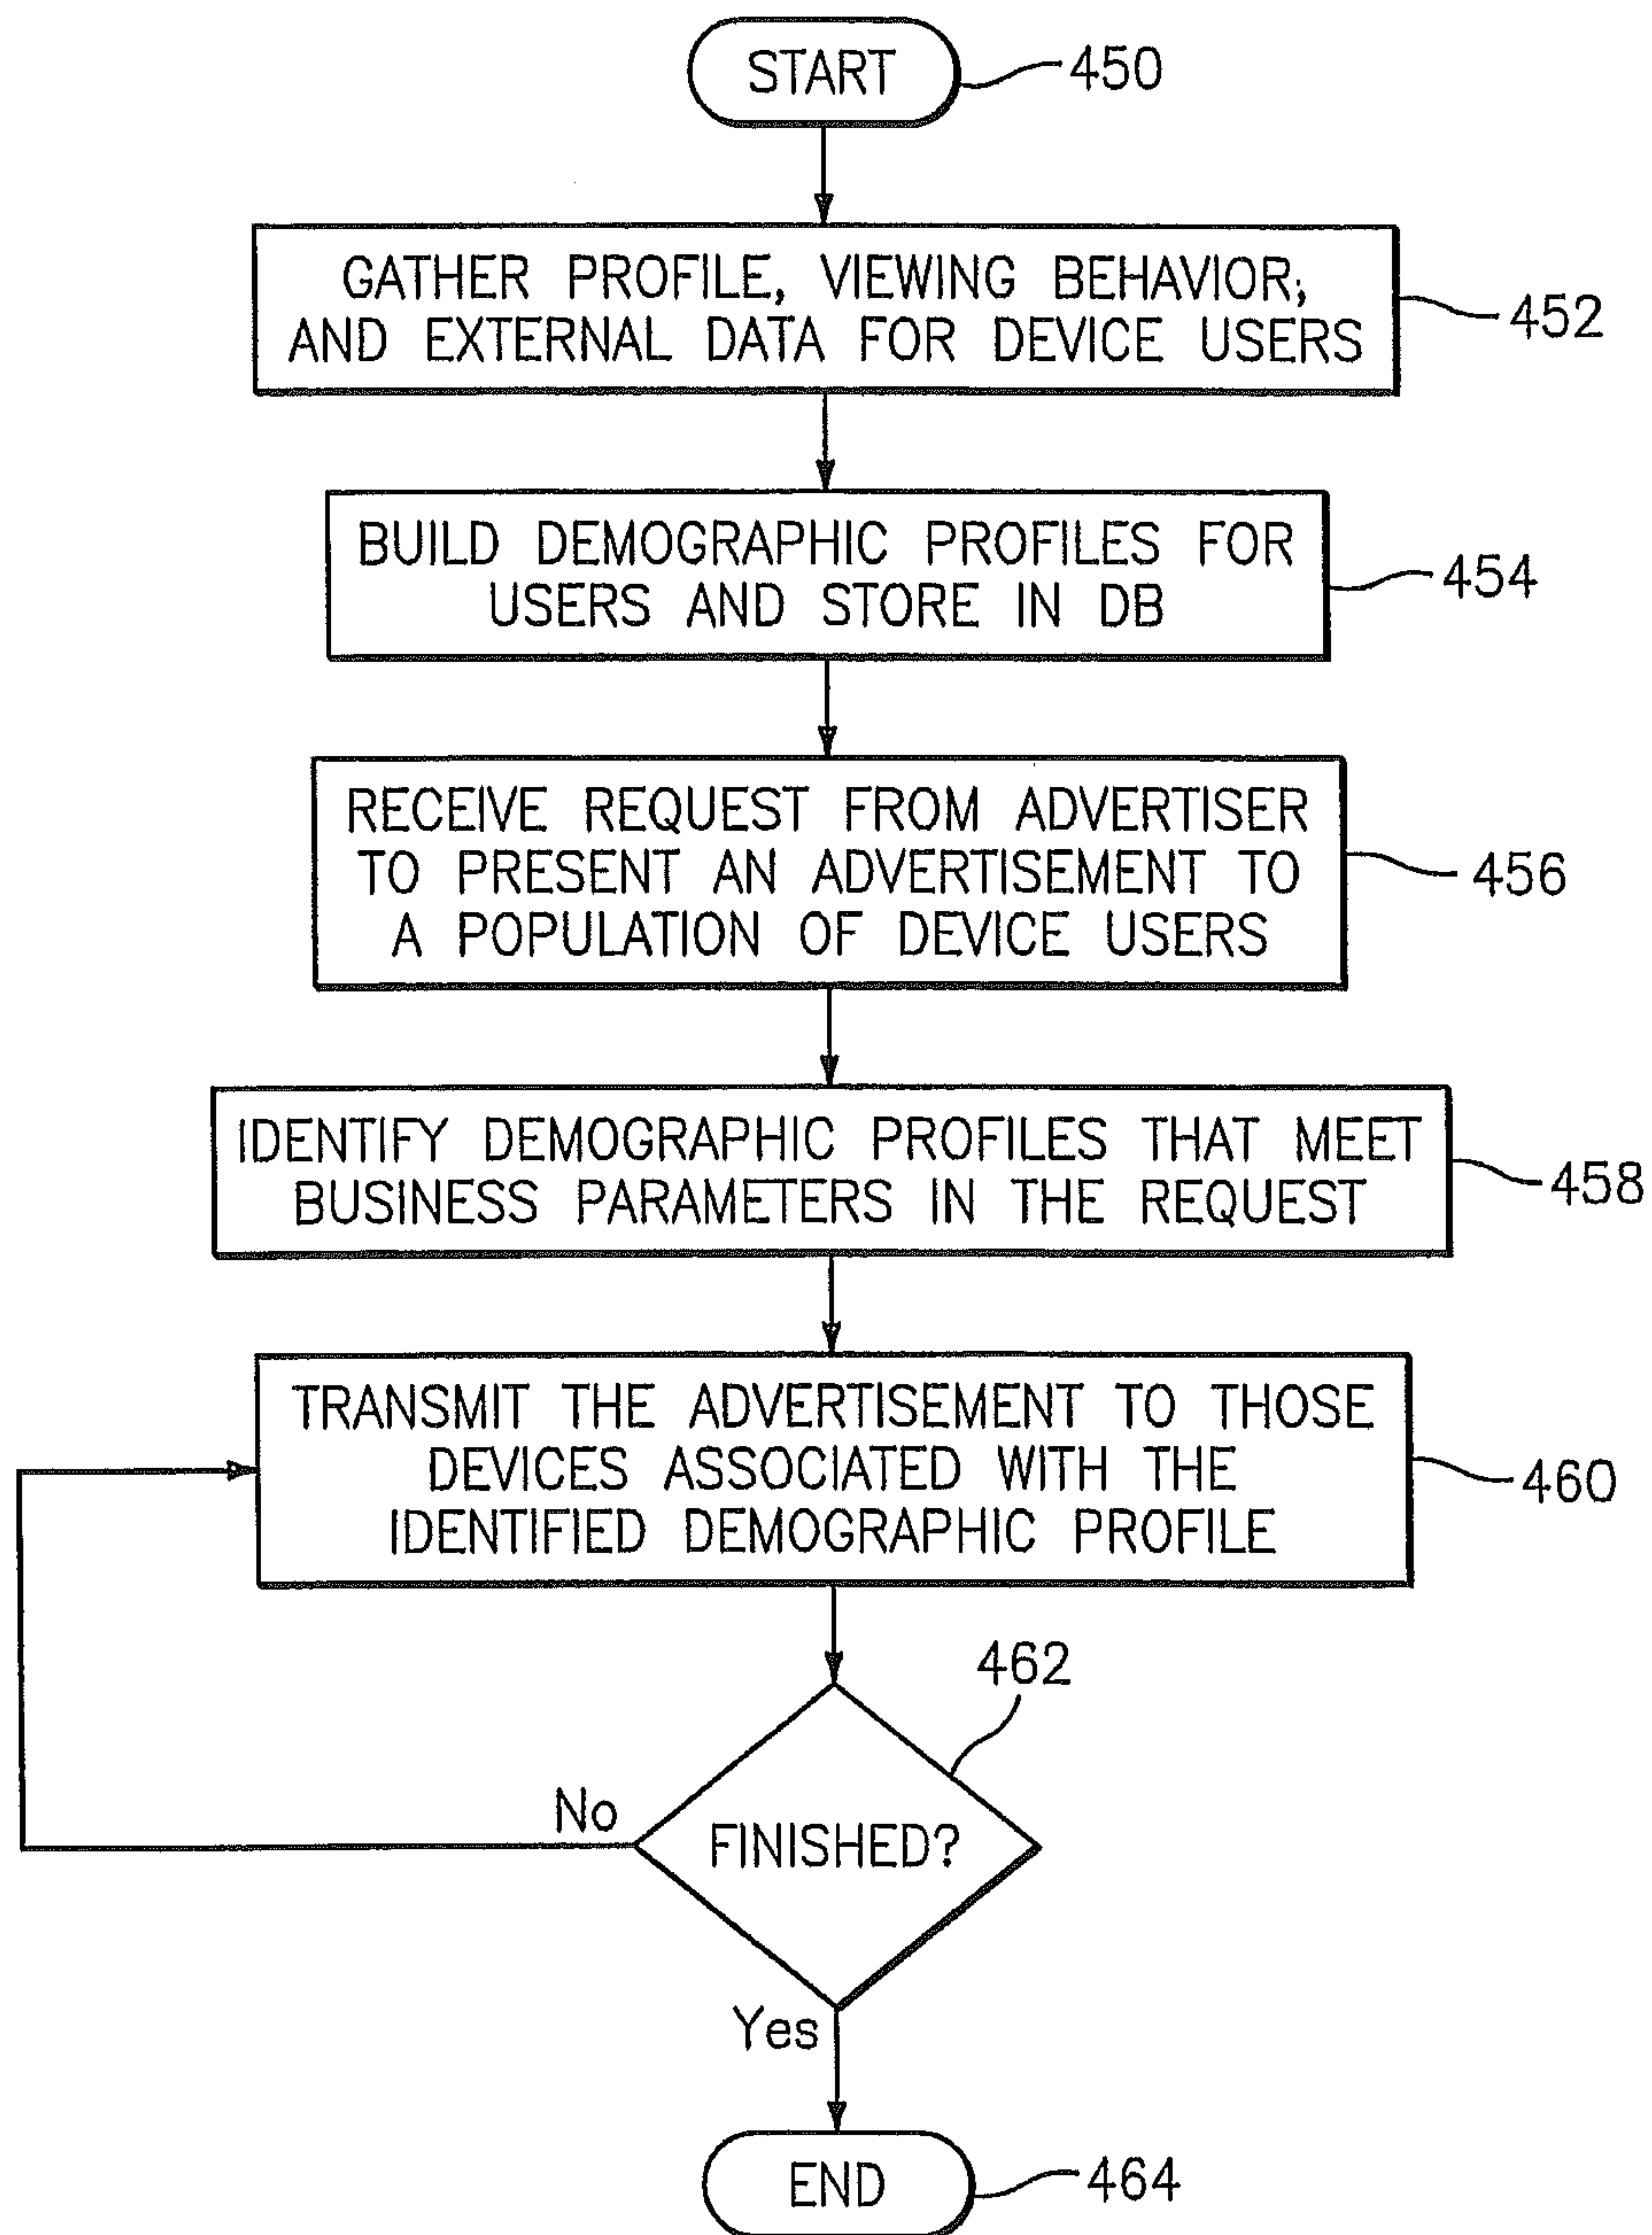 START
450
GATHER PROFILE, VIEWING BEHAVIOR,
AND EXTERNAL DATA FOR DEVICE USERS
452
BUILD DEMOGRAPHIC PROFILES FOR
USERS AND STORE IN DB
454
RECEIVE REQUEST FROM ADVERTISER
TO PRESENT AN ADVERTISEMENT TO
A POPULATION OF DEVICE USERS
456
IDENTIFY DEMOGRAPHIC PROFILES THAT MEET
BUSINESS PARAMETERS IN THE REQUEST
458
TRANSMIT THE ADVERTISEMENT TO THOSE
DEVICES ASSOCIATED WITH THE
IDENTIFIED DEMOGRAPHIC PROFILE
460
462
No
FINISHED?
Yes
END
464